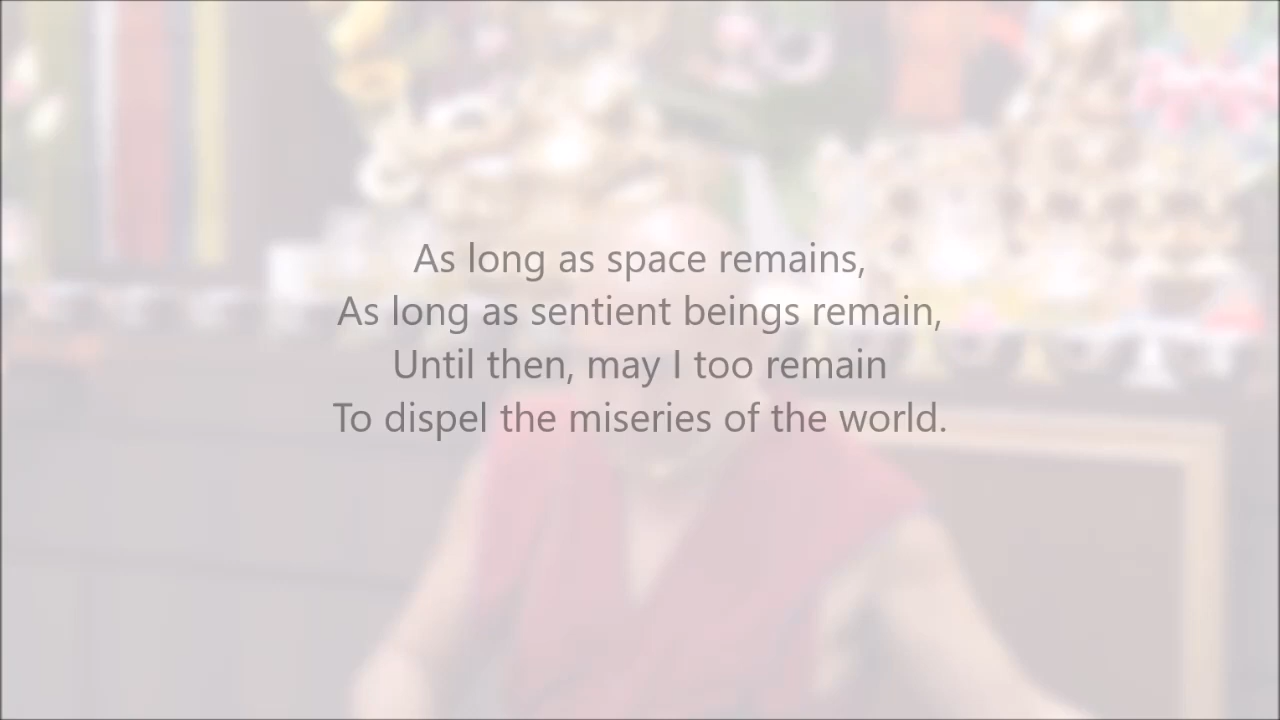 As long as space remains,
As long as sentient beings remain,
Until then, may I too remain
To dispel the miseries of the world.